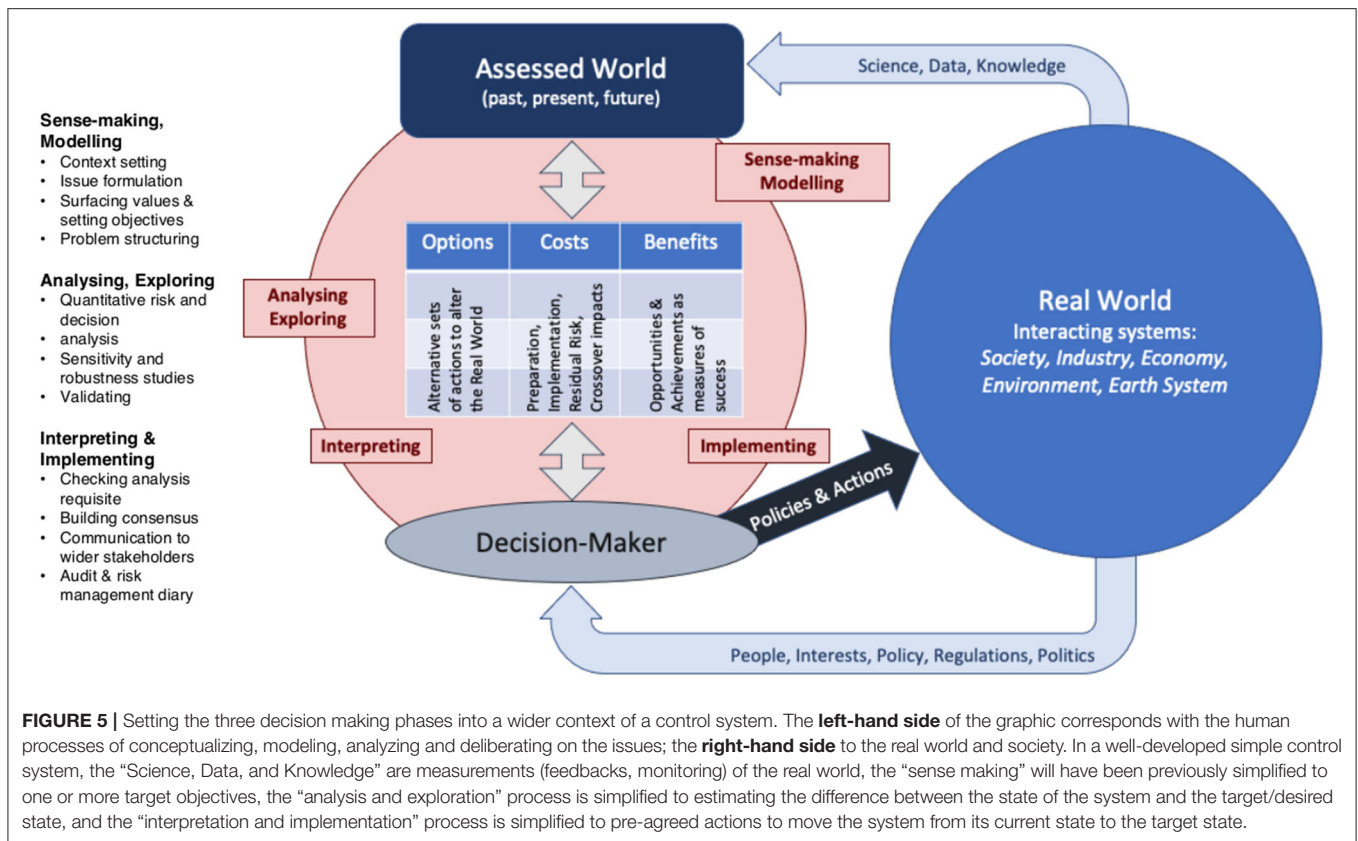 Assessed World
(past, present, future)
Science, Data, Knowledge
Sense-making,
Modelling
• Context setting
• Issue formulation
• Surfacing values &
setting objectives
• Problem structuring
Analysing, Exploring
• Quantitative risk and
decision
• analysis
• Sensitivity and
robustness studies
• Validating
Interpreting &
Implementing
• Checking analysis
requisite
• Building consensus
• Communication to
wider stakeholders
• Audit & risk
management diary
Sense-making
Modelling
Analysing
Exploring
Interpreting
Implementing
Options
Costs
Benefits
Alternative sets
of actions to alter
the Real World
Preparation,
Implementation,
Residual Risk,
Crossover impacts
Opportunities &
Achievements as
measures of
success
Decision-Maker
Policies & Actions
Real World
Interacting systems:
Society, Industry, Economy,
Environment, Earth System
People, Interests, Policy, Regulations, Politics
FIGURE 5 | Setting the three decision making phases into a wider context of a control system. The left-hand side of the graphic corresponds with the human
processes of conceptualizing, modeling, analyzing and deliberating on the issues; the right-hand side to the real world and society. In a well-developed simple control
system, the “Science, Data, and Knowledge” are measurements (feedbacks, monitoring) of the real world, the “sense making” will have been previously simplified to
one or more target objectives, the “analysis and exploration” process is simplified to estimating the difference between the state of the system and the target/desired
state, and the “interpretation and implementation” process is simplified to pre-agreed actions to move the system from its current state to the target state.